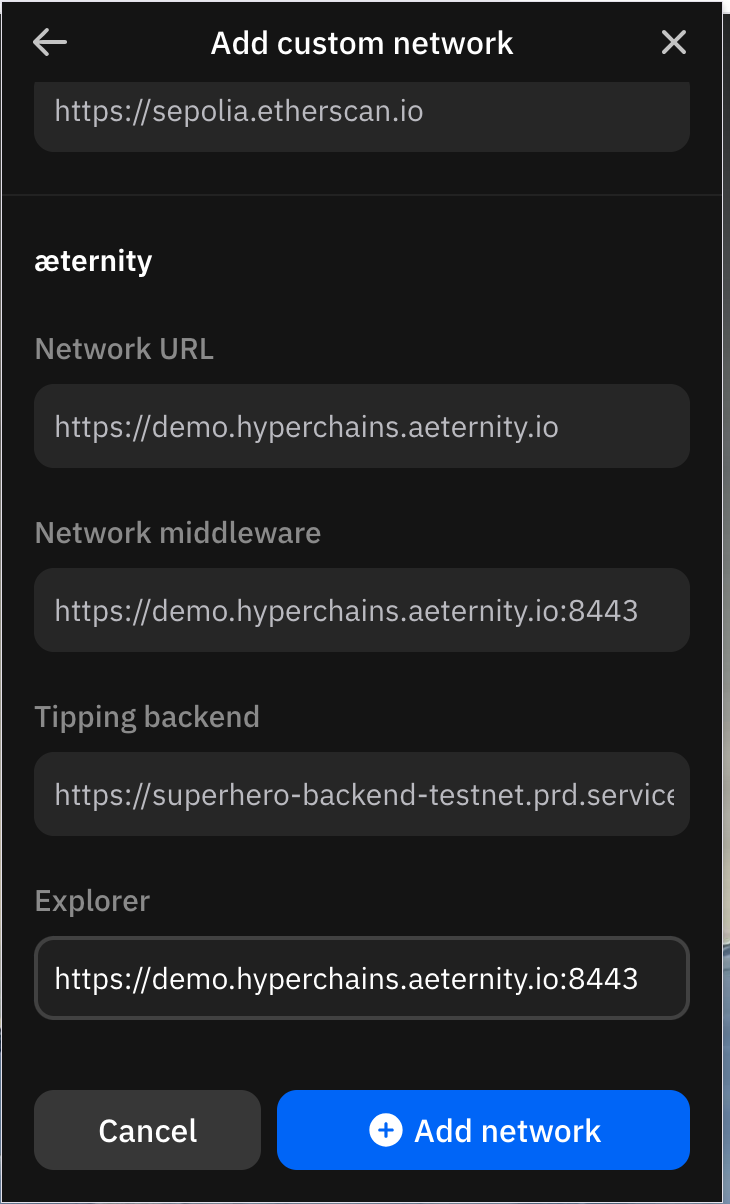 Add custom network
https://sepolia.etherscan.io
æternity
Network URL
https://demo.hyperchains.aeternity.io
Network middleware
https://demo.hyperchains.aeternity.io:8443
Tipping backend
https://superhero-backend-testnet.prd.service
Explorer
https://demo.hyperchains.aeternity.io:8443
Cancel
Add network